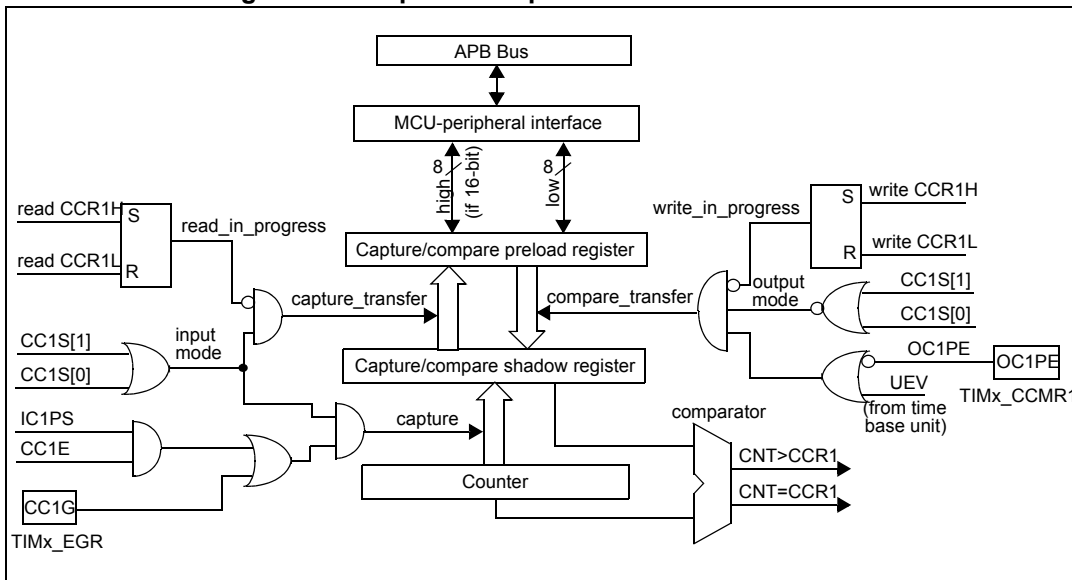 APB Bus
MCU-peripheral interface
8
high
(if 16-bit)
8
low
read CCR1H
S
read_in_progress
read CCR1L
R
write_in_progress
S
write CCR1H
R
write CCR1L
Capture/compare preload register
capture_transfer
compare_transfer
output
mode
CC1S[1]
CC1S[0]
input
mode
CC1S[1]
CC1S[0]
Capture/compare shadow register
OC1PE
OC1PE
UEV
TIMx_CCMR1
(from time
base unit)
IC1PS
CC1E
capture
comparator
CNT>CCR1
Counter
CNT=CCR1
CC1G
TIMx_EGR